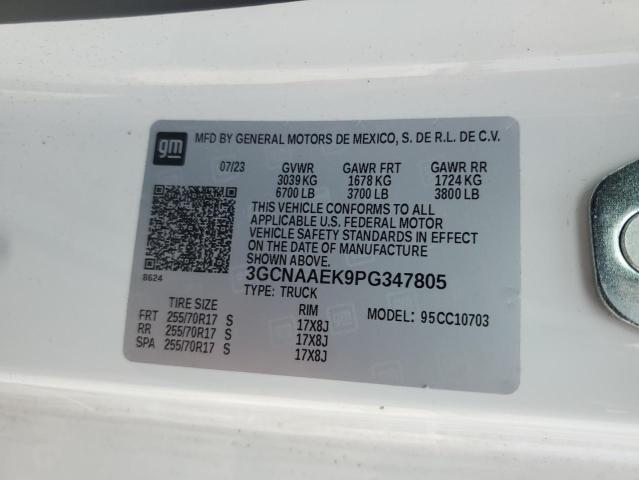 gm
MFD BY GENERAL MOTORS DE MEXICO, S. DE R.L. DE C.V.
07/23 GVWR GAWR FRT GAWR RR
3039 KG 1678 KG 1724 KG
6700 LB 3700 LB 3800 LB
THIS VEHICLE CONFORMS TO ALL
APPLICABLE U.S. FEDERAL MOTOR
VEHICLE SAFETY STANDARDS IN EFFECT
ON THE DATE OF MANUFACTURE
SHOWN ABOVE.
8624
3GCNAAEK9PG347805
TYPE: TRUCK
TIRE SIZE RIM MODEL: 95CC10703
FRT 255/70R17 S 17X8J
RR 255/70R17 S 17X8J
SPA 255/70R17 S 17X8J